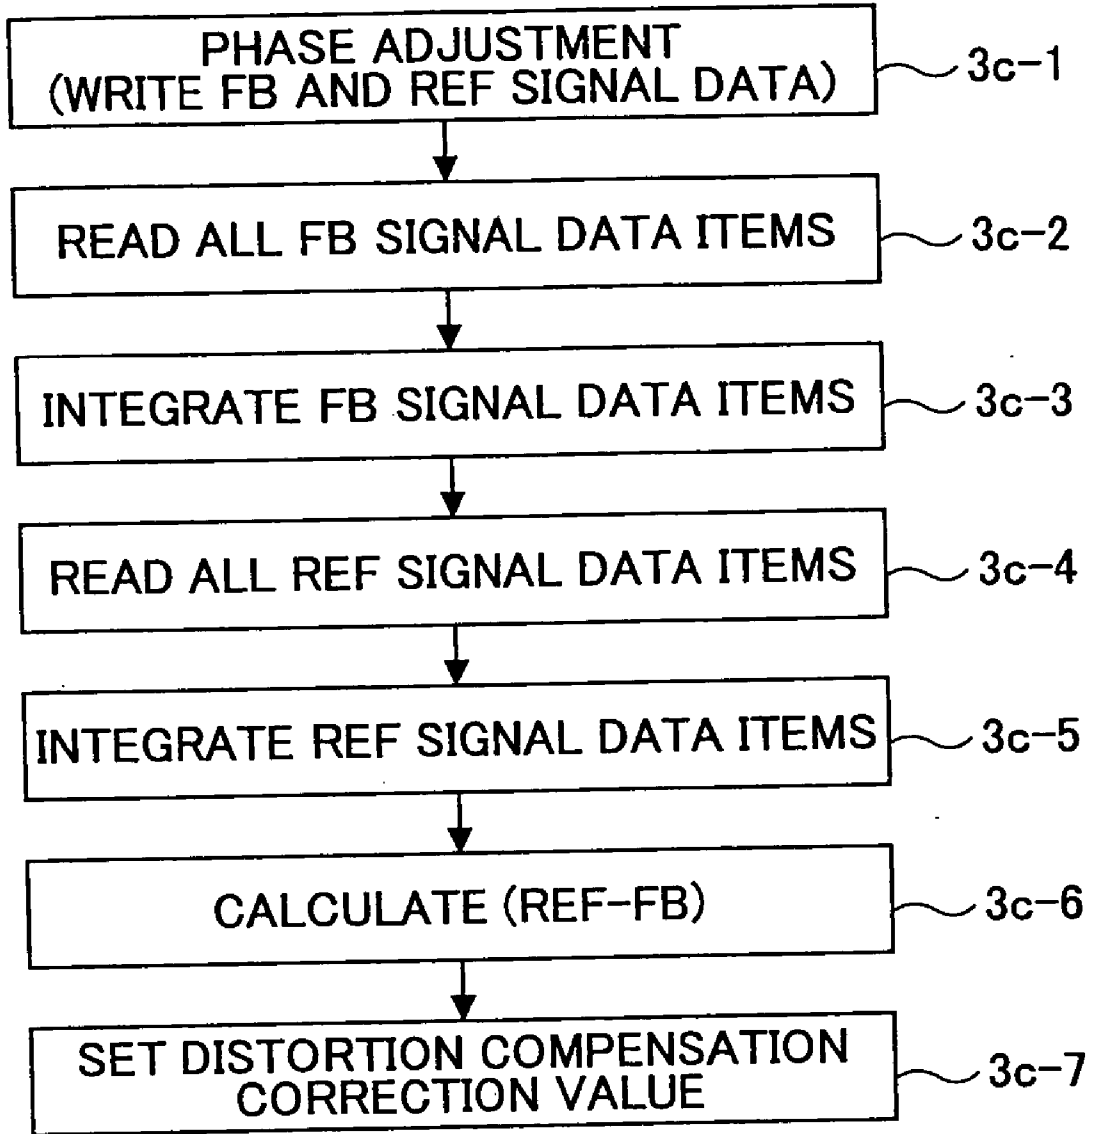 PHASE ADJUSTMENT
(WRITE FB AND REF SIGNAL DATA)
3c-1
READ ALL FB SIGNAL DATA ITEMS
3c-2
INTEGRATE FB SIGNAL DATA ITEMS
3c-3
READ ALL REF SIGNAL DATA ITEMS
3c-4
INTEGRATE REF SIGNAL DATA ITEMS
3c-5
CALCULATE (REF-FB)
3c-6
SET DISTORTION COMPENSATION
CORRECTION VALUE
3c-7